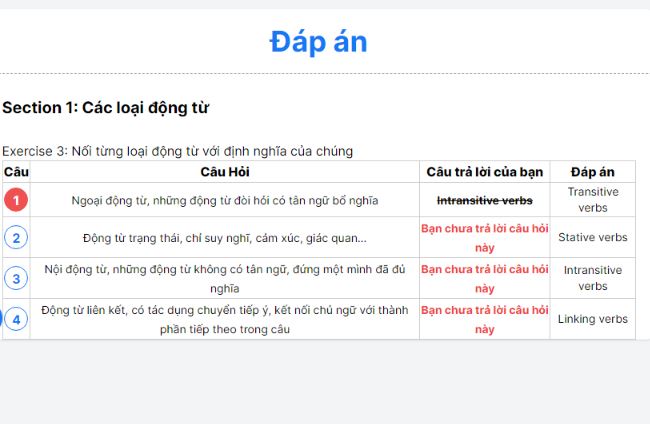 Đáp án
Section 1: Các loại động từ
Exercise 3: Nối từng loại động từ với định nghĩa của chúng
Câu Câu Hỏi Câu trả lời của bạn Đáp án
1 Ngoại động từ, những động từ đòi hỏi có tân ngữ bổ nghĩa Intransitive verbs Transitive
verbs
2 Động từ trạng thái, chỉ suy nghĩ, cảm xúc, giác quan... Bạn chưa trả lời câu hỏi
này Stative verbs
3 Nội động từ, những động từ không có tân ngữ, đứng một mình đã đủ
nghĩa Bạn chưa trả lời câu hỏi
này Intransitive
verbs
4 Động từ liên kết, có tác dụng chuyển tiếp ý, kết nối chủ ngữ với thành
phần tiếp theo trong câu Bạn chưa trả lời câu hỏi
này Linking verbs